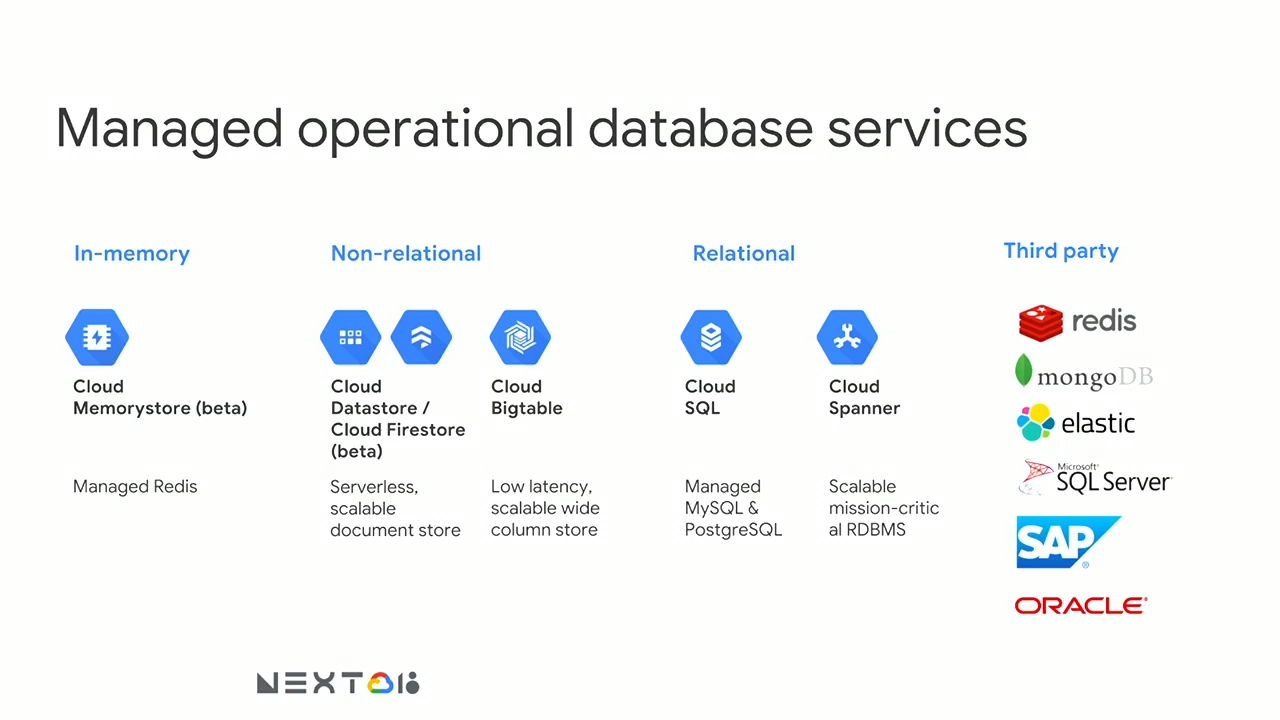 Managed operational database services
In-memory
Cloud
Memorystore (beta)
Managed Redis
Non-relational
Cloud
Datastore /
Cloud Firestore
(beta)
Serverless,
scalable
document store
Cloud
Bigtable
Low latency,
scalable wide
column store
Relational
Cloud
SQL
Managed
MySQL &
PostgreSQL
Cloud
Spanner
Scalable
mission-critic
al RDBMS
Third party
redis
mongoDB
elastic
Microsoft®
SQL Server
SAP®
ORACLE®
NEXT 18